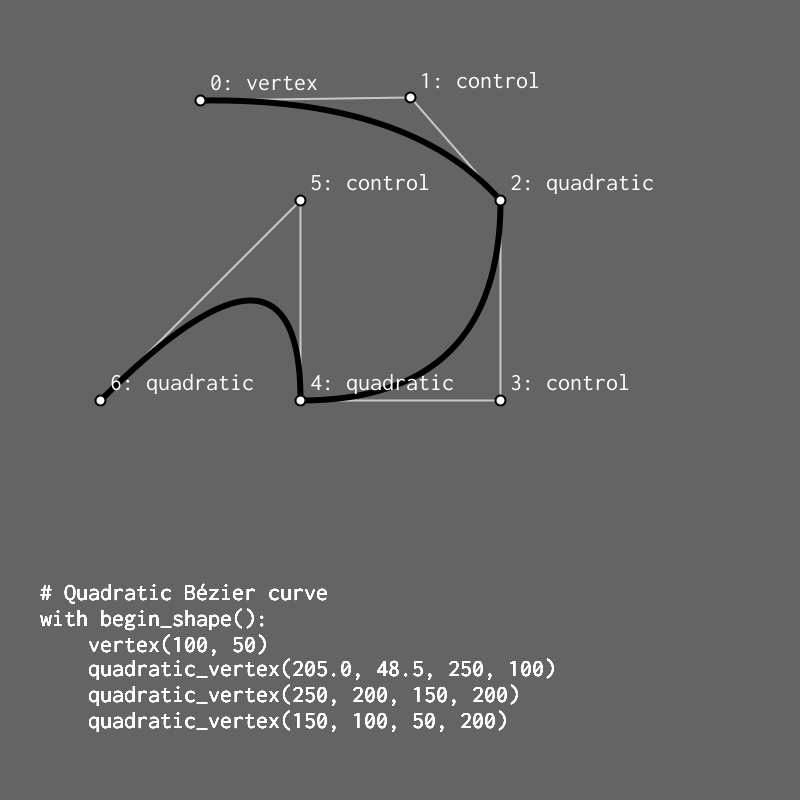 0: vertex
1: control
5: control
2: quadratic
6: quadratic
4: quadratic
3: control
# Quadratic Bézier curve
with begin_shape():
    vertex(100, 50)
    quadratic_vertex(205.0, 48.5, 250, 100)
    quadratic_vertex(250, 200, 150, 200)
    quadratic_vertex(150, 100, 50, 200)